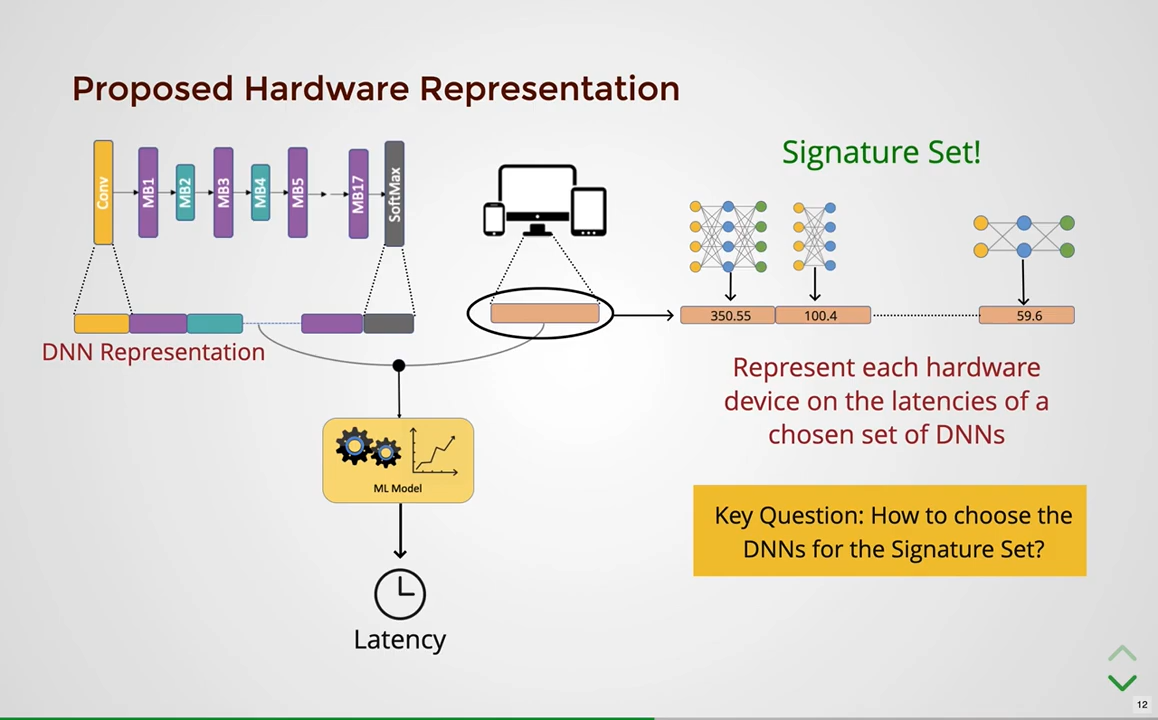 Proposed Hardware Representation
Conv
MB1
MB2
MB3
MB4
MB5
MB17
SoftMax
DNN Representation
ML Model
Latency
Signature Set!
350.55
100.4
59.6
Represent each hardware
device on the latencies of a
chosen set of DNNs
Key Question: How to choose the
DNNs for the Signature Set?
12